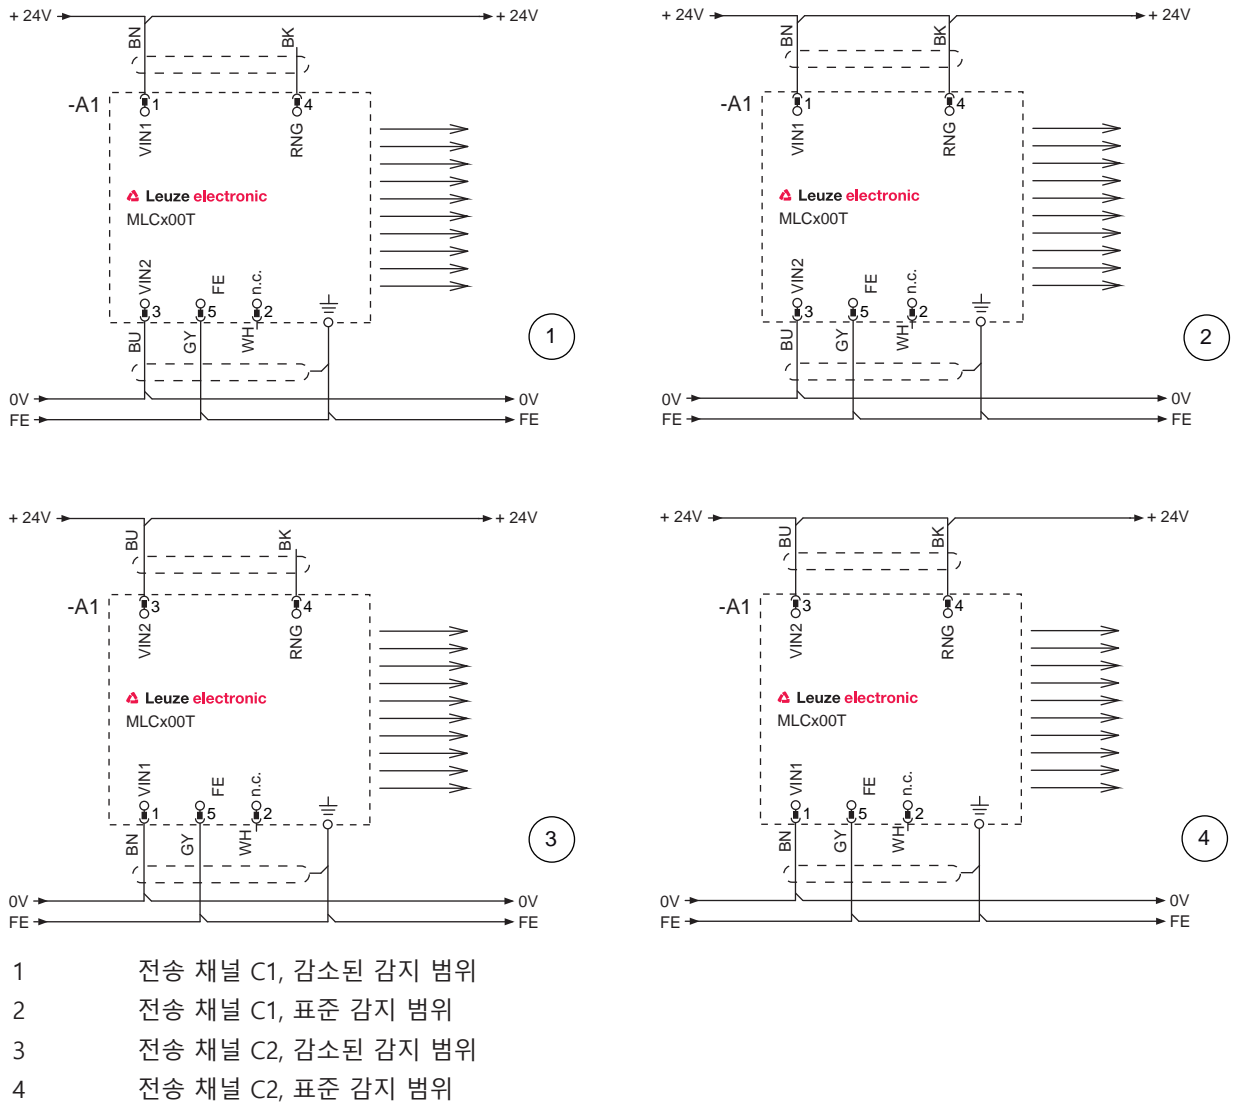 + 24V
+ 24V
BN
BK
-A1
1
4
VIN1
RNG
Leuze electronic
MLCx00T
VIN2
FE
n.c.
3
5
2
BU
GY
WH
1
0V
0V
FE
FE
+ 24V
+ 24V
BN
BK
-A1
1
4
VIN1
RNG
Leuze electronic
MLCx00T
VIN2
FE
n.c.
3
5
2
BU
GY
WH
2
0V
0V
FE
FE
+ 24V
+ 24V
BU
BK
-A1
3
4
VIN2
RNG
Leuze electronic
MLCx00T
VIN1
FE
n.c.
1
5
2
BN
GY
WH
3
0V
0V
FE
FE
+ 24V
+ 24V
BU
BK
-A1
3
4
VIN2
RNG
Leuze electronic
MLCx00T
VIN1
FE
n.c.
1
5
2
BN
GY
WH
4
0V
0V
FE
FE
1 전송 채널 C1, 감소된 감지 범위
2 전송 채널 C1, 표준 감지 범위
3 전송 채널 C2, 감소된 감지 범위
4 전송 채널 C2, 표준 감지 범위